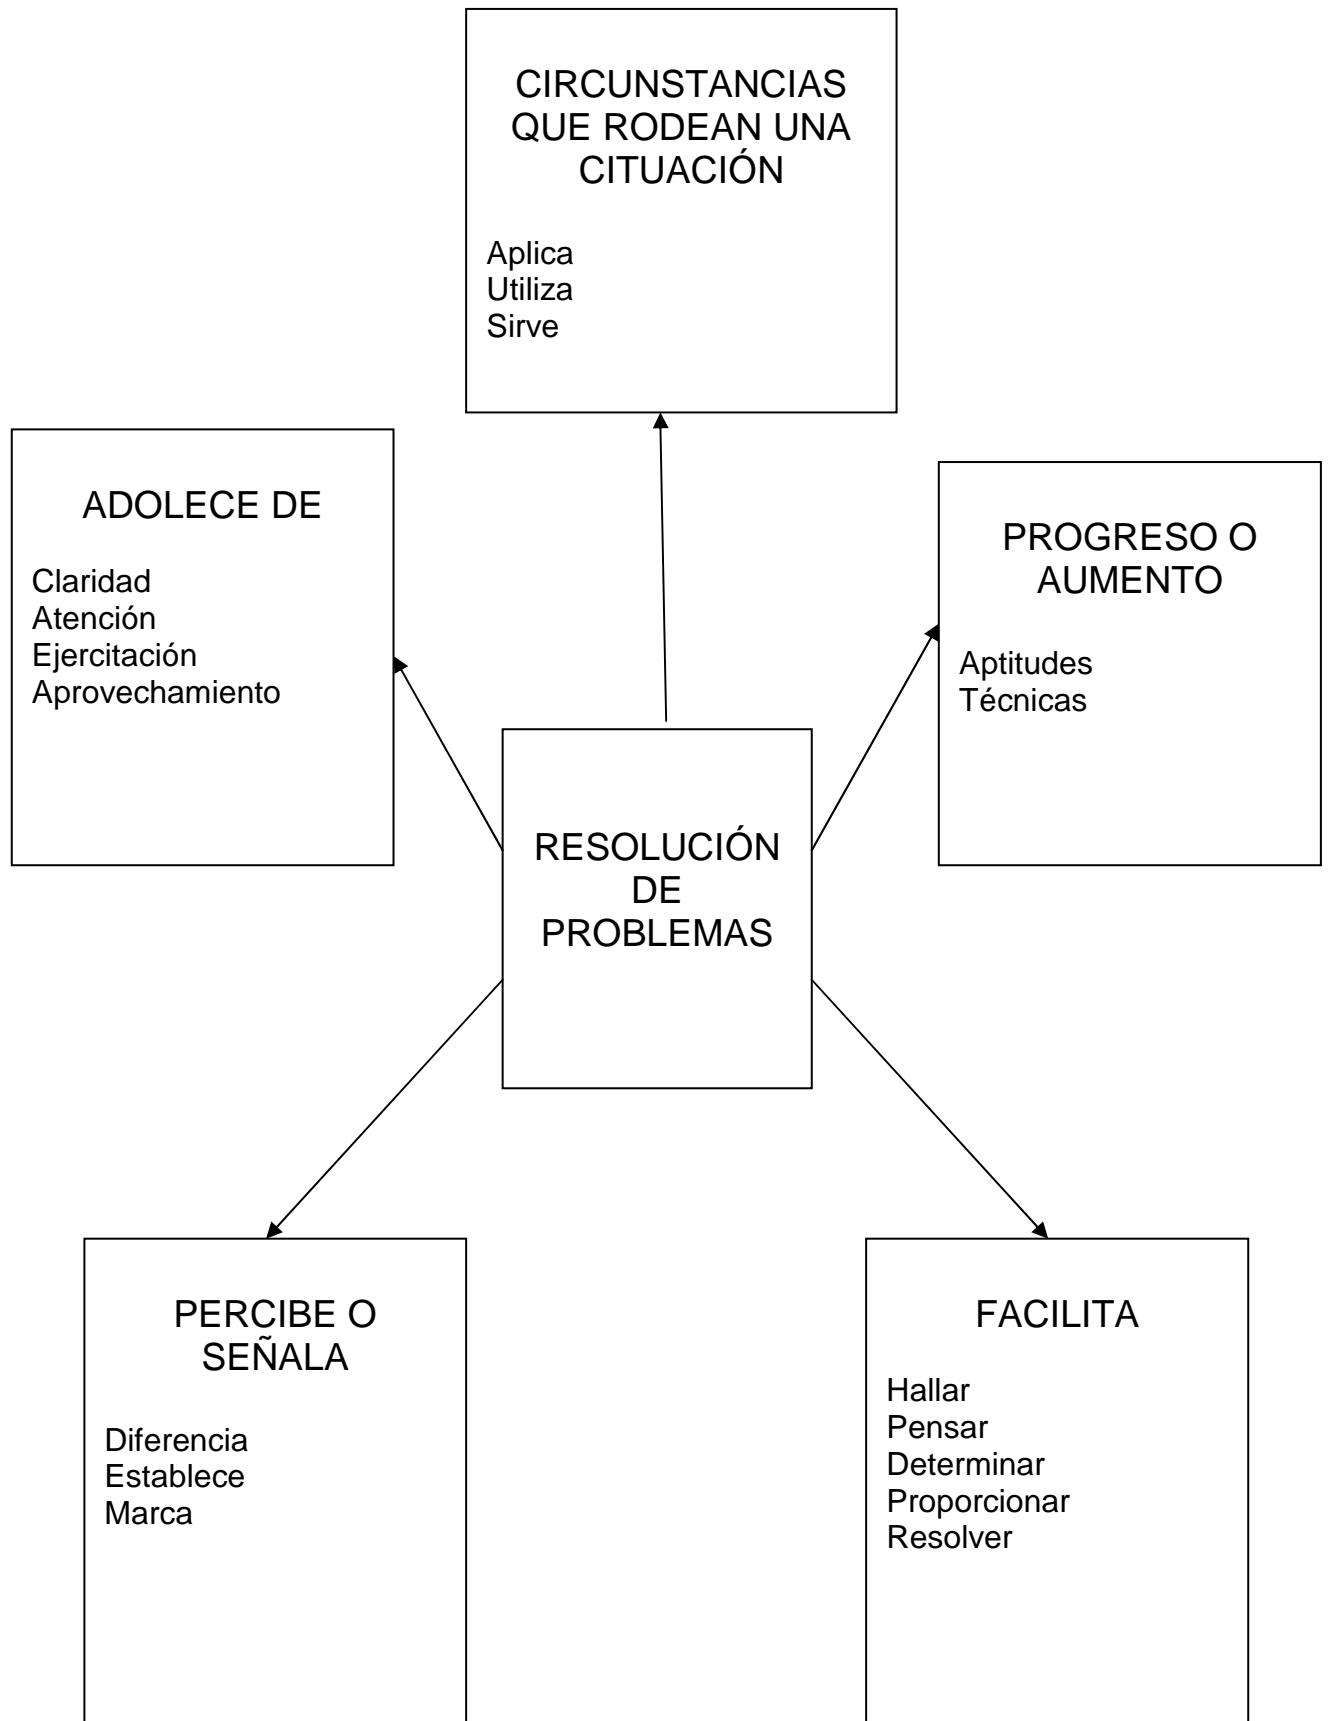 CIRCUNSTANCIAS
QUE RODEAN UNA
CITUACIÓN
Aplica
Utiliza
Sirve
ADOLECE DE
Claridad
Atención
Ejercitación
Aprovechamiento
PROGRESO O
AUMENTO
Aptitudes
Técnicas
RESOLUCIÓN
DE
PROBLEMAS
PERCIBE O
SEÑALA
Diferencia
Establece
Marca
FACILITA
Hallar
Pensar
Determinar
Proporcionar
Resolver